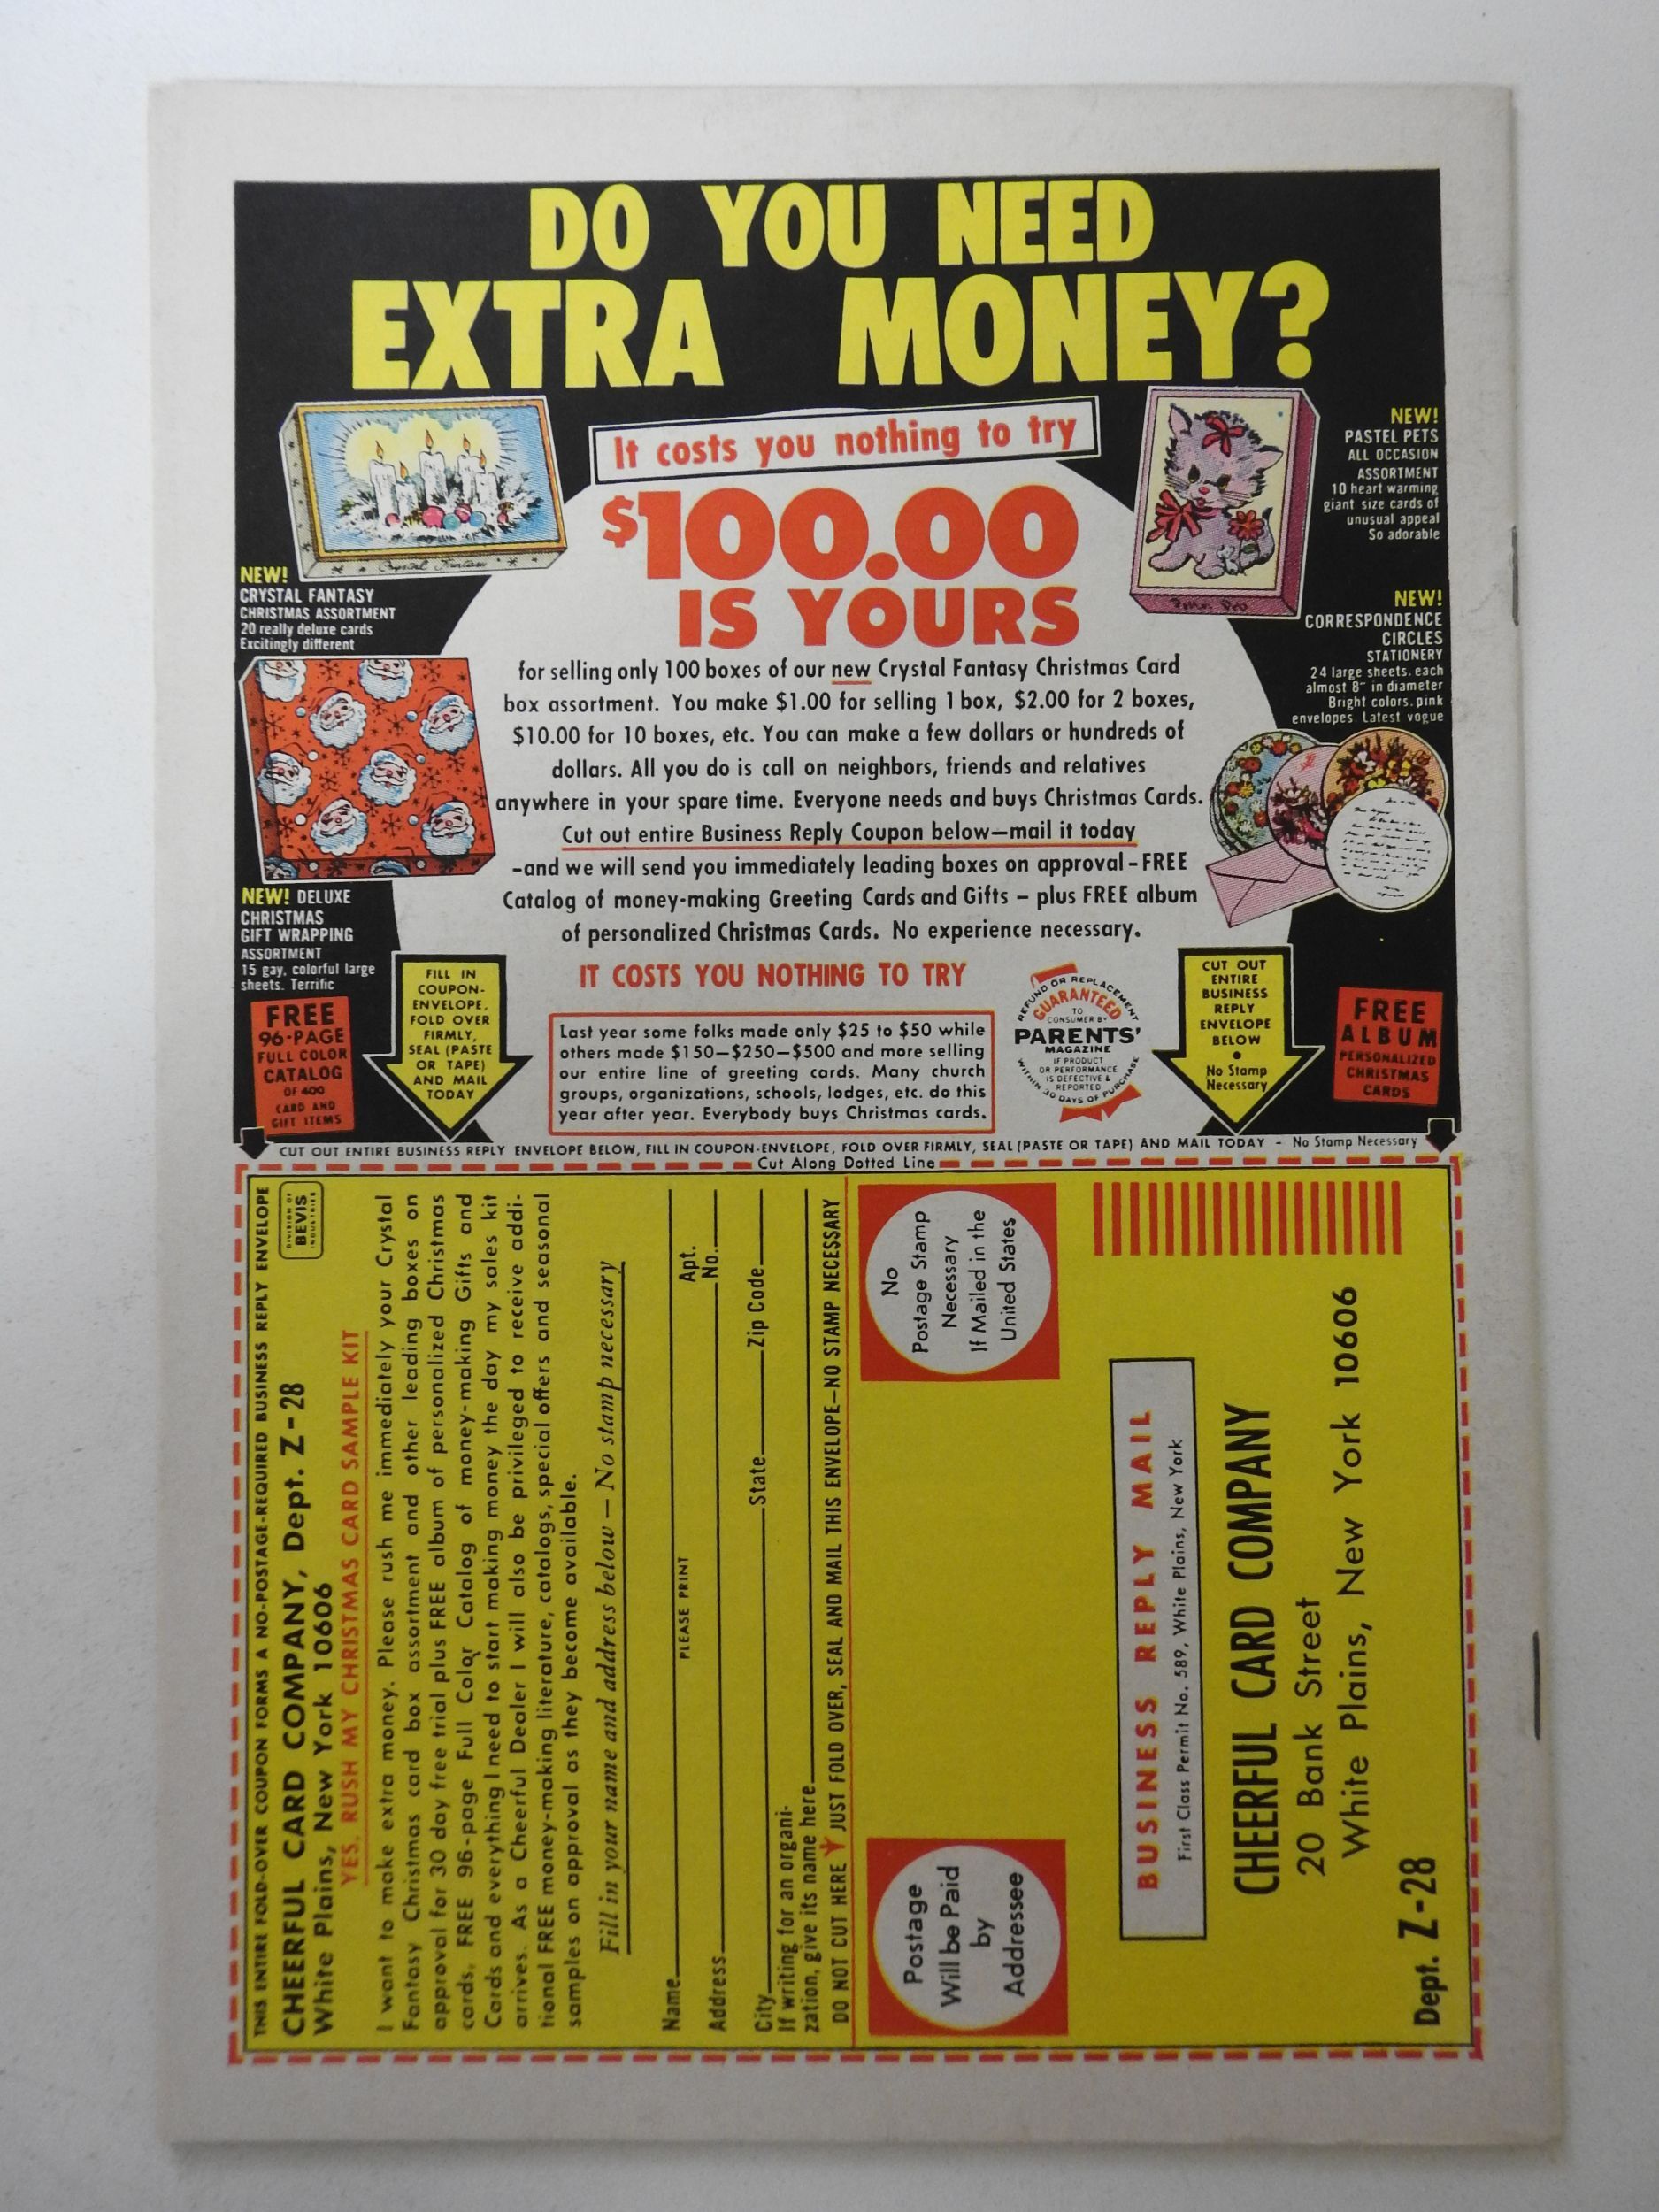 DO YOU NEED
EXTRA MONEY?
It costs you nothing to try
$100.00
IS YOURS
for selling only 100 boxes of our new Crystal Fantasy Christmas Card
box assortment. You make $1.00 for selling 1 box, $2.00 for 2 boxes,
$10.00 for 10 boxes, etc. You can make a few dollars or hundreds of
dollars. All you do is call on neighbors, friends and relatives
anywhere in your spare time. Everyone needs and buys Christmas Cards.
Cut out entire Business Reply Coupon below—mail it today
-and we will send you immediately leading boxes on approval - FREE
Catalog of money-making Greeting Cards and Gifts - plus FREE album
of personalized Christmas Cards. No experience necessary.
IT COSTS YOU NOTHING TO TRY
Crystal Fantasy
NEW!
CRYSTAL FANTASY
CHRISTMAS ASSORTMENT
20 really deluxe cards
Excitingly different
NEW! DELUXE
CHRISTMAS
GIFT WRAPPING
ASSORTMENT
15 gay, colorful large
sheets. Terrific
NEW!
PASTEL PETS
ALL OCCASION
ASSORTMENT
10 heart warming
giant size cards of
unusual appeal
So adorable
NEW!
CORRESPONDENCE
CIRCLES
STATIONERY
24 large sheets, each
almost 8" in diameter
Bright colors, pink
envelopes Latest vogue
FREE
96-PAGE
FULL COLOR
CATALOG
OF 400
CARD AND
GIFT ITEMS
FILL IN
COUPON-
ENVELOPE,
FOLD OVER
FIRMLY,
SEAL (PASTE
OR TAPE)
AND MAIL
TODAY
Last year some folks made only $25 to $50 while
others made $150—$250—$500 and more selling
our entire line of greeting cards. Many church
groups, organizations, schools, lodges, etc. do this
year after year. Everybody buys Christmas cards.
REFUND OR REPLACEMENT
GUARANTEED
TO
CONSUMER BY
PARENTS'
MAGAZINE
IF PRODUCT
OR PERFORMANCE
IS DEFECTIVE &
REPORTED
WITHIN 30 DAYS OF PURCHASE
CUT OUT
ENTIRE
BUSINESS
REPLY
ENVELOPE
BELOW
•
No Stamp
Necessary
FREE
ALBUM
PERSONALIZED
CHRISTMAS
CARDS
CUT OUT ENTIRE BUSINESS REPLY ENVELOPE BELOW, FILL IN COUPON-ENVELOPE, FOLD OVER FIRMLY, SEAL (PASTE OR TAPE) AND MAIL TODAY - No Stamp Necessary
Cut Along Dotted Line
THIS ENTIRE FOLD-OVER COUPON FORMS A NO-POSTAGE-REQUIRED BUSINESS REPLY ENVELOPE
CHEERFUL CARD COMPANY, Dept. Z-28
White Plains, New York 10606
DIVISION OF
BEVIS
INDUSTRIES
YES, RUSH MY CHRISTMAS CARD SAMPLE KIT
I want to make extra money. Please rush me immediately your Crystal
Fantasy Christmas card box assortment and other leading boxes on
approval for 30 day free trial plus FREE album of personalized Christmas
cards, FREE 96-page Full Color Catalog of money-making Gifts and
Cards and everything I need to start making money the day my sales kit
arrives. As a Cheerful Dealer I will also be privileged to receive addi-
tional FREE money-making literature, catalogs, special offers and seasonal
samples on approval as they become available.
Fill in your name and address below — No stamp necessary
Name
PLEASE PRINT
Address Apt. No.
City State Zip Code
If writing for an organi-
zation, give its name here
DO NOT CUT HERE JUST FOLD OVER, SEAL AND MAIL THIS ENVELOPE—NO STAMP NECESSARY
Postage
Will be Paid
by
Addressee
No
Postage Stamp
Necessary
If Mailed in the
United States
BUSINESS REPLY MAIL
First Class Permit No. 589, White Plains, New York
CHEERFUL CARD COMPANY
20 Bank Street
White Plains, New York 10606
Dept. Z-28